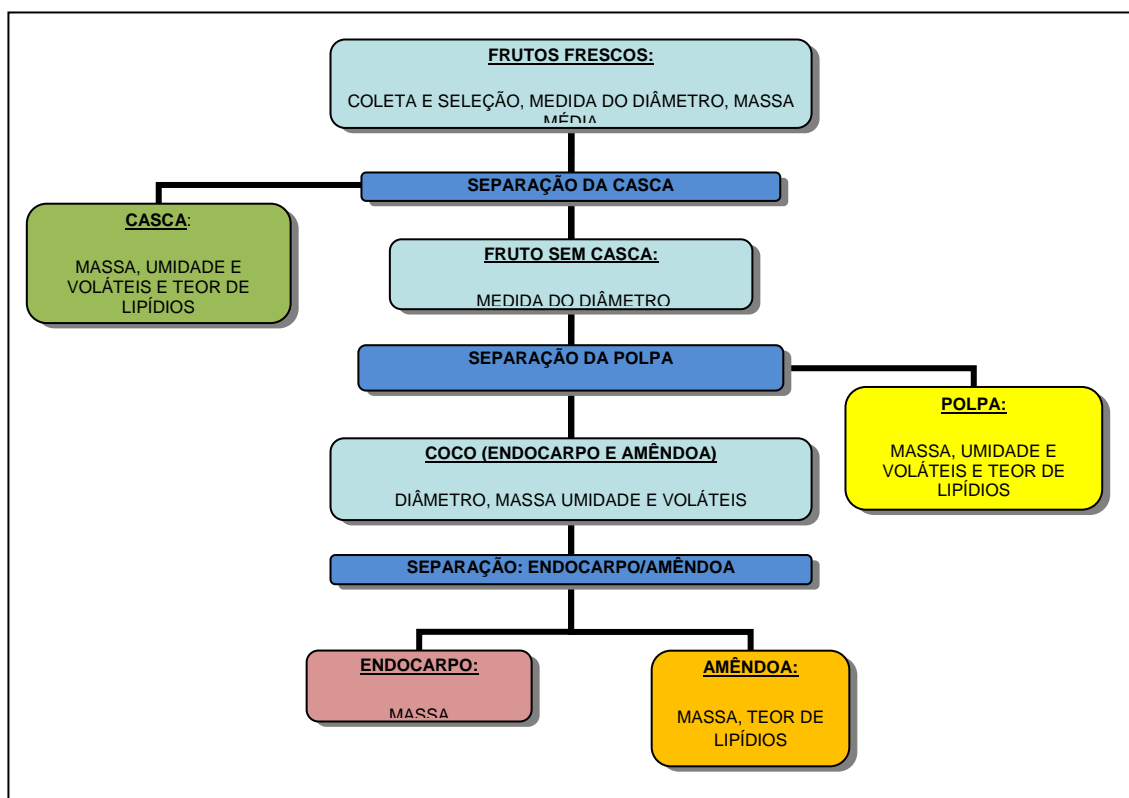 FRUTOS FRESCOS:
COLETA E SELEÇÃO, MEDIDA DO DIÂMETRO, MASSA
MÉDIA
SEPARAÇÃO DA CASCA
CASCA:
MASSA, UMIDADE E
VOLÁTEIS E TEOR DE
LIPÍDIOS
FRUTO SEM CASCA:
MEDIDA DO DIÂMETRO
SEPARAÇÃO DA POLPA
POLPA:
MASSA, UMIDADE E
VOLÁTEIS E TEOR DE
LIPÍDIOS
COCO (ENDOCARPO E AMÊNDOA)
DIÂMETRO, MASSA UMIDADE E VOLÁTEIS
SEPARAÇÃO: ENDOCARPO/AMÊNDOA
ENDOCARPO:
MASSA
AMÊNDOA:
MASSA, TEOR DE
LIPÍDIOS